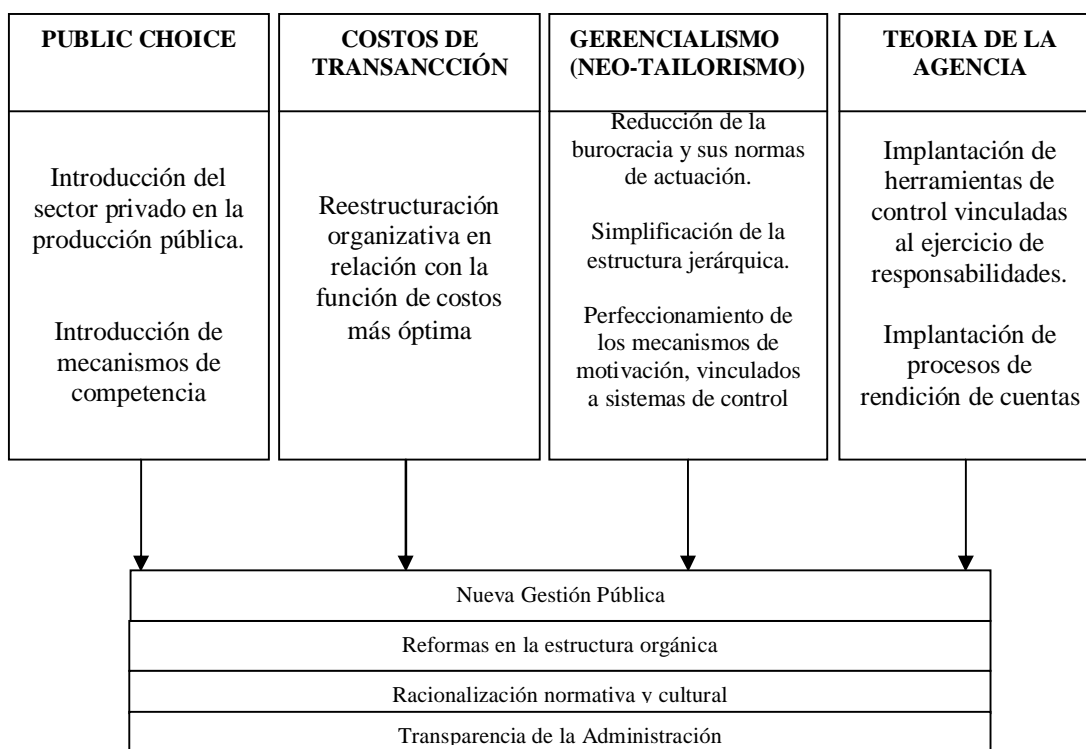 PUBLIC CHOICE
Introducción del
sector privado en la
producción pública.
Introducción de
mecanismos de
competencia
COSTOS DE
TRANSANCCIÓN
Reestructuración
organizativa en
relación con la
función de costos
más óptima
GERENCIALISMO
(NEO-TAILORISMO)
Reducción de la
burocracia y sus normas
de actuación.
Simplificación de la
estructura jerárquica.
Perfeccionamiento de
los mecanismos de
motivación, vinculados
a sistemas de control
TEORIA DE LA
AGENCIA
Implantación de
herramientas de
control vinculadas
al ejercicio de
responsabilidades.
Implantación de
procesos de
rendición de cuentas
Nueva Gestión Pública
Reformas en la estructura orgánica
Racionalización normativa y cultural
Transparencia de la Administración